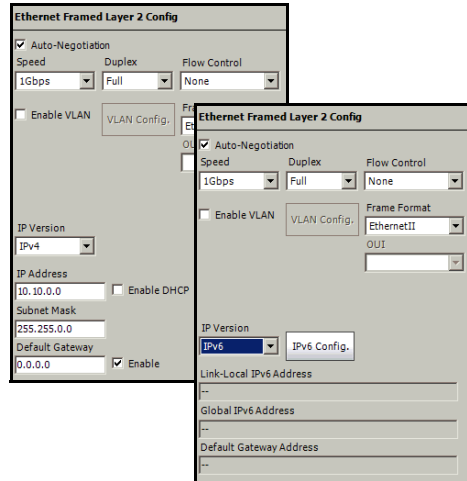 Ethernet Framed Layer 2 Config
Auto-Negotiation
Speed Duplex Flow Control
1Gbps Full None
Enable VLAN VLAN Config.
IP Version
IPv4
IP Address
10.10.0.0 Enable DHCP
Subnet Mask
255.255.0.0
Default Gateway
0.0.0.0 Enable
Ethernet Framed Layer 2 Config
Auto-Negotiation
Speed Duplex Flow Control
1Gbps Full None
Enable VLAN VLAN Config. Frame Format
EthernetII
OUI
IP Version
IPv6 IPv6 Config.
Link-Local IPv6 Address
--
Global IPv6 Address
--
Default Gateway Address
--